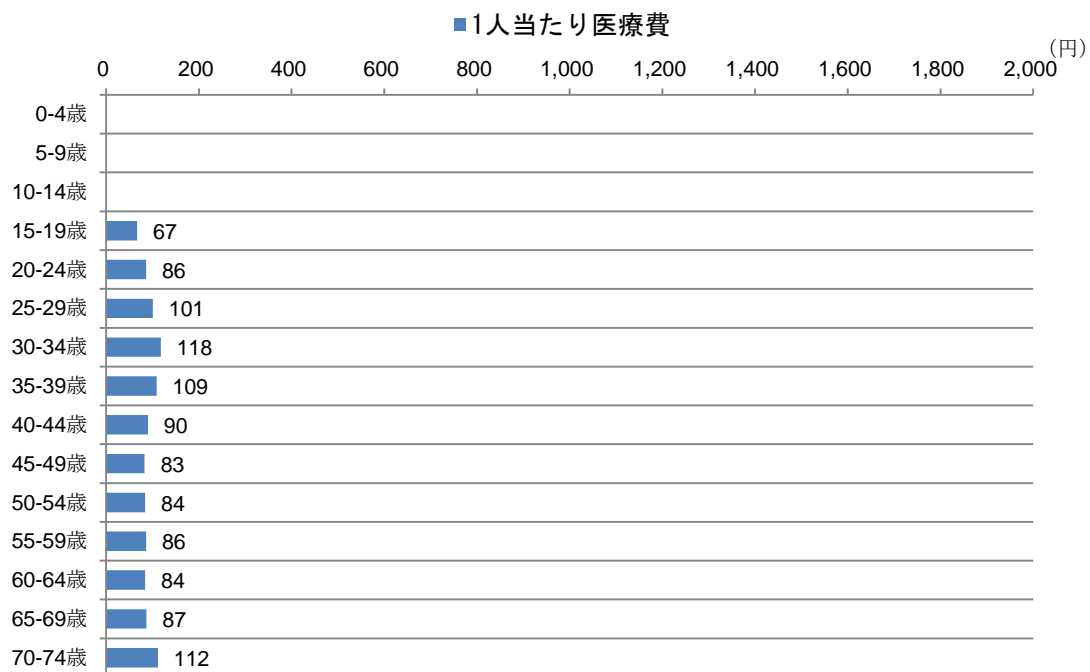 1人当たり医療費
(円)
0 200 400 600 800 1,000 1,200 1,400 1,600 1,800 2,000
0-4歳
5-9歳
10-14歳
15-19歳 67
20-24歳 86
25-29歳 101
30-34歳 118
35-39歳 109
40-44歳 90
45-49歳 83
50-54歳 84
55-59歳 86
60-64歳 84
65-69歳 87
70-74歳 112